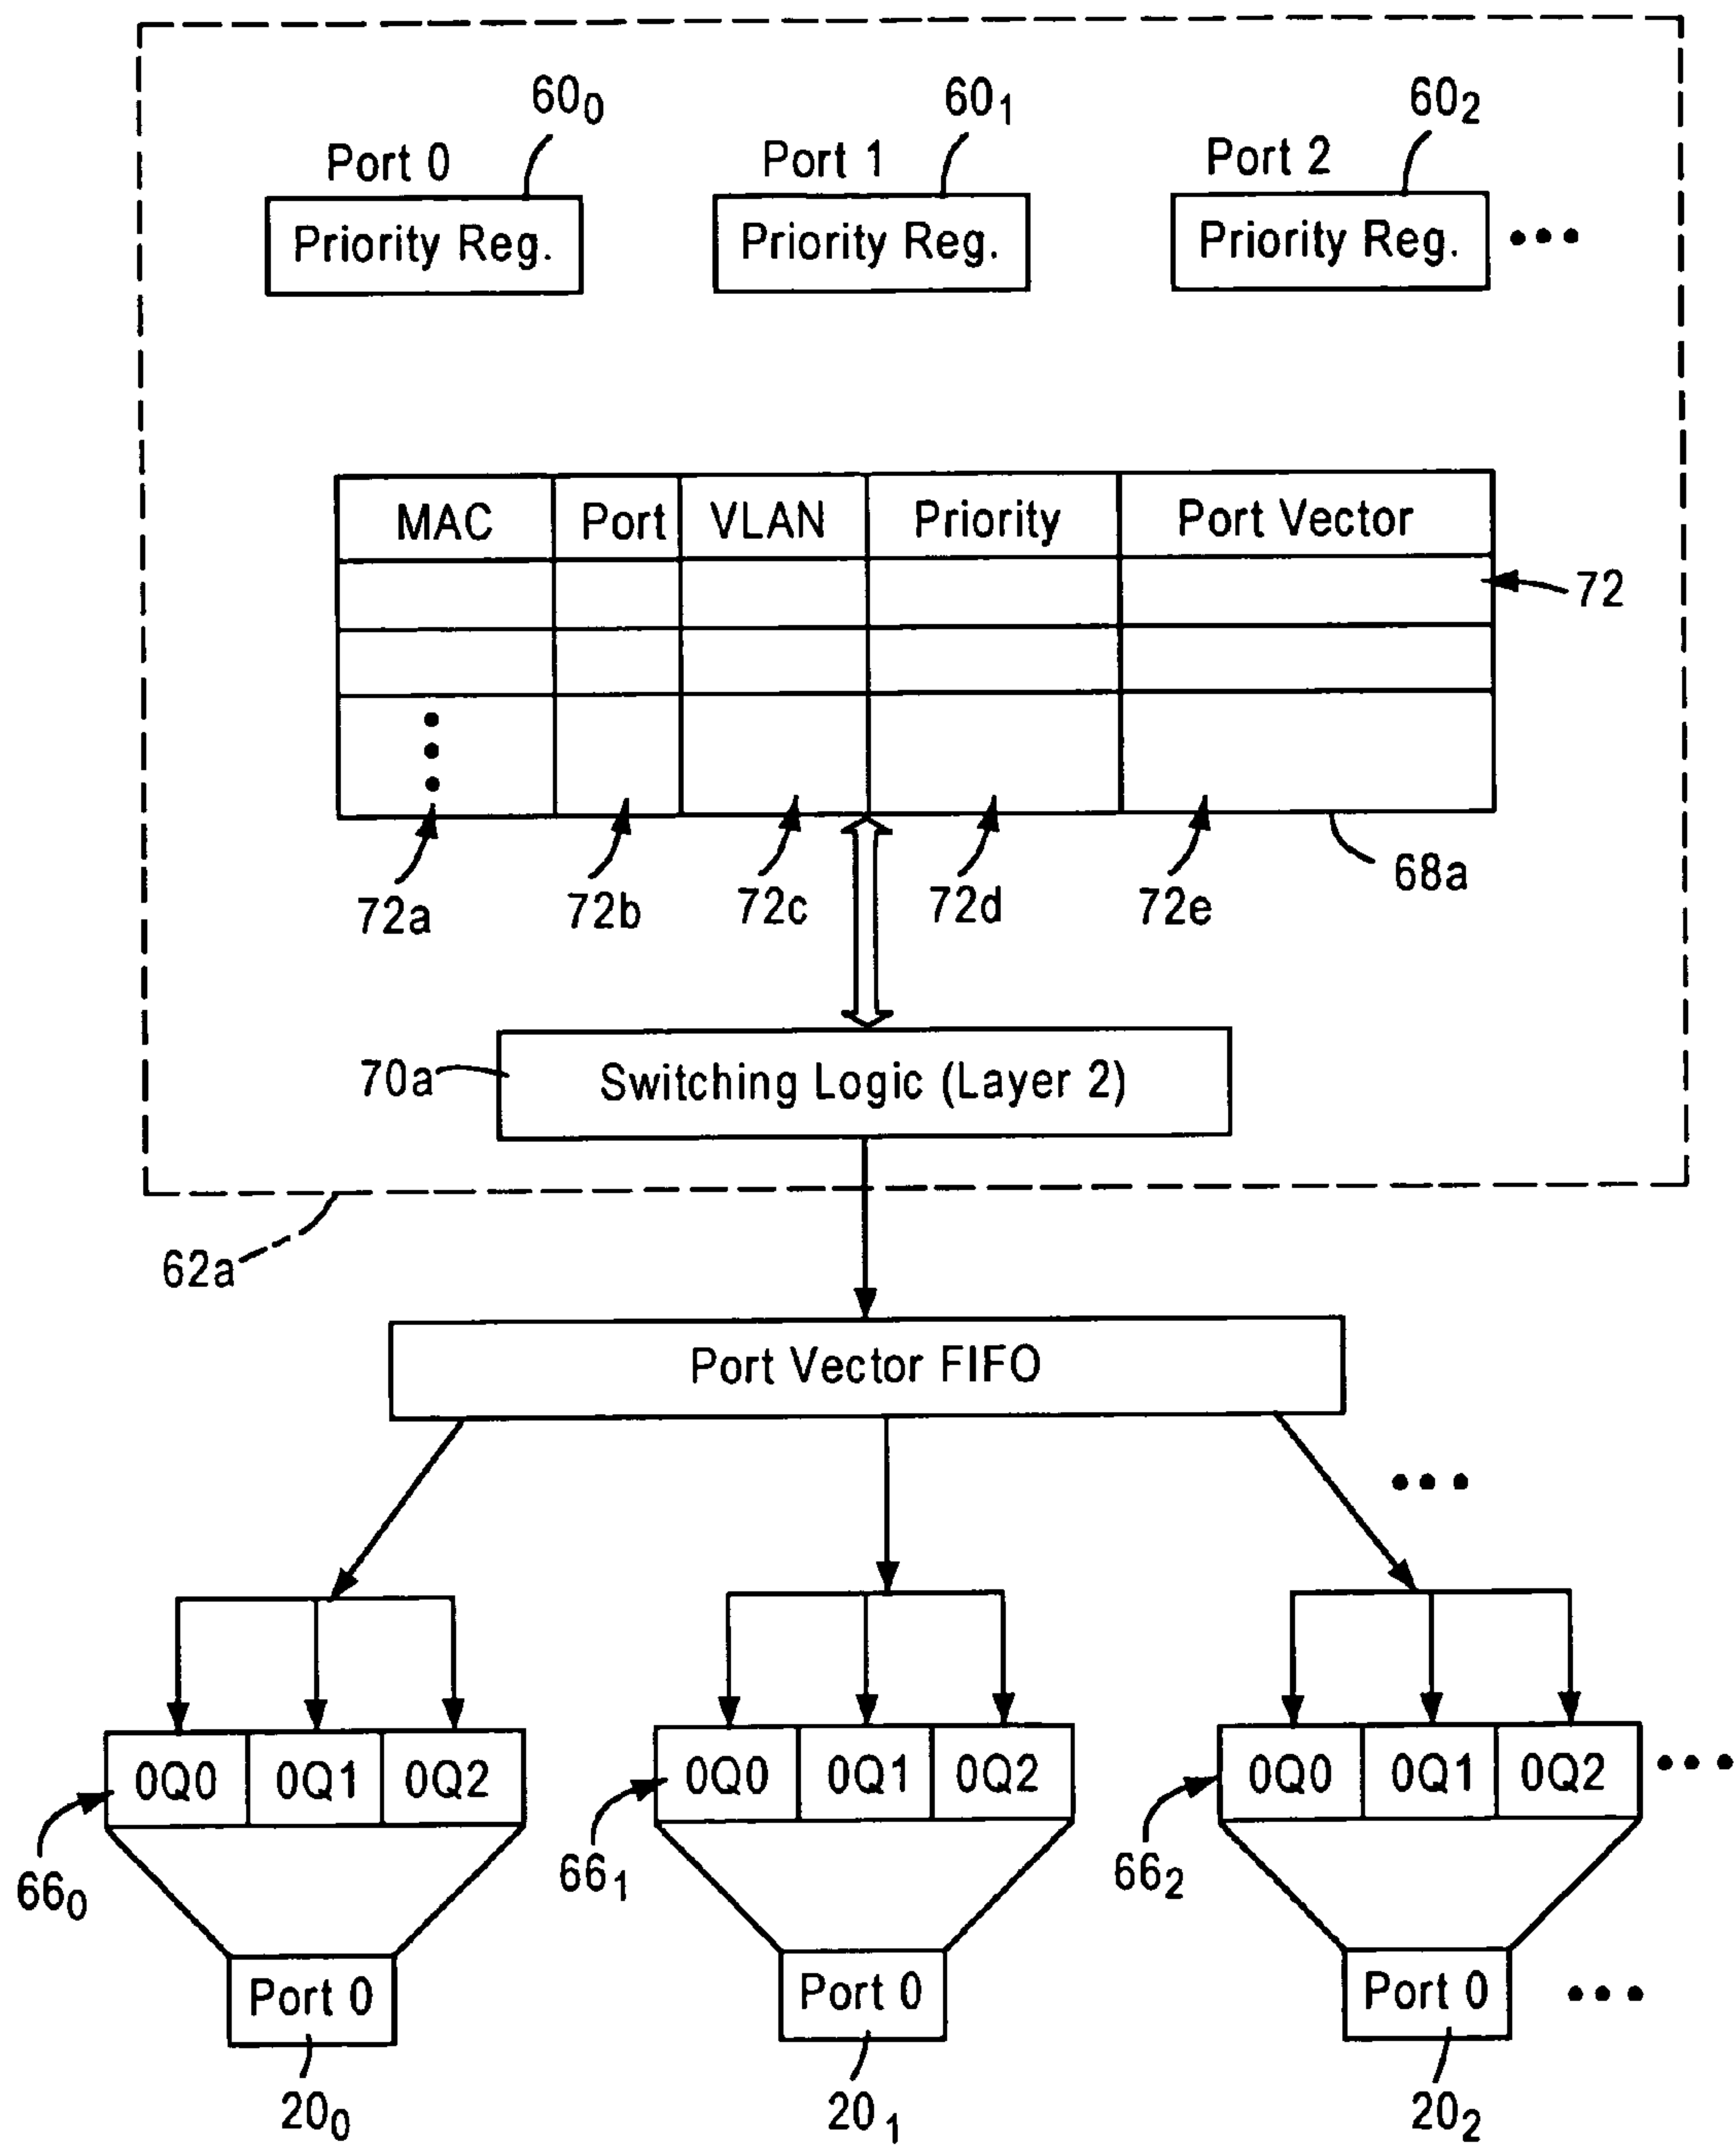 60₀ 60₁ 60₂
Port 0 Port 1 Port 2
Priority Reg. Priority Reg. Priority Reg. •••
MAC Port VLAN Priority Port Vector
72
68a
72a 72b 72c 72d 72e
70a Switching Logic (Layer 2)
62a
Port Vector FIFO
•••
0Q0 0Q1 0Q2 0Q0 0Q1 0Q2 0Q0 0Q1 0Q2 •••
66₀ 66₁ 66₂
Port 0 Port 0 Port 0 •••
20₀ 20₁ 20₂